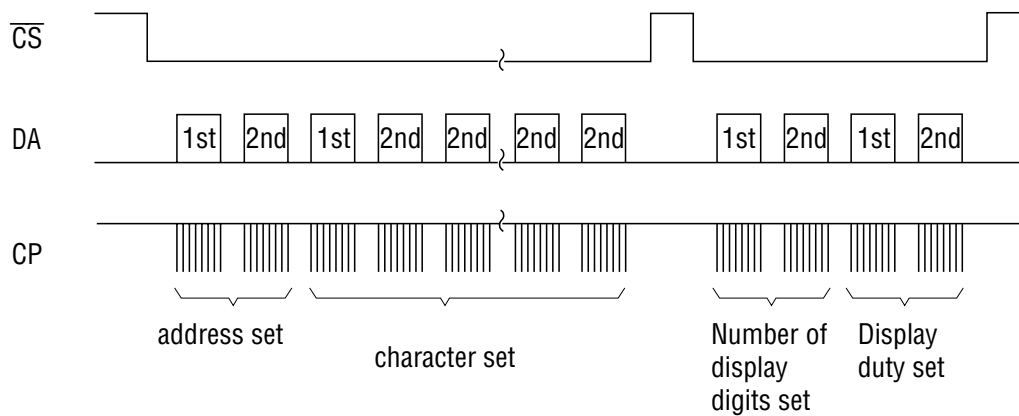 CS
DA 1st 2nd 1st 2nd 2nd 2nd 2nd 1st 2nd 1st 2nd
CP
address set
character set
Number of
display
digits set
Display
duty set